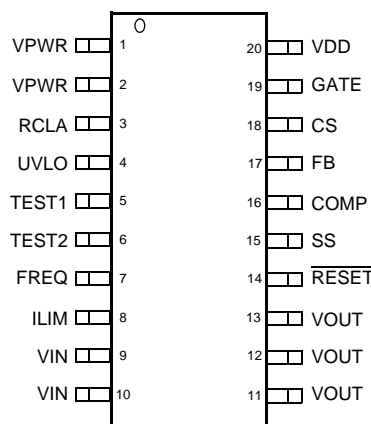 VPWR 1 20 VDD
VPWR 2 19 GATE
RCLA 3 18 CS
UVLO 4 17 FB
TEST1 5 16 COMP
TEST2 6 15 SS
FREQ 7 14 RESET
ILIM 8 13 VOUT
VIN 9 12 VOUT
VIN 10 11 VOUT